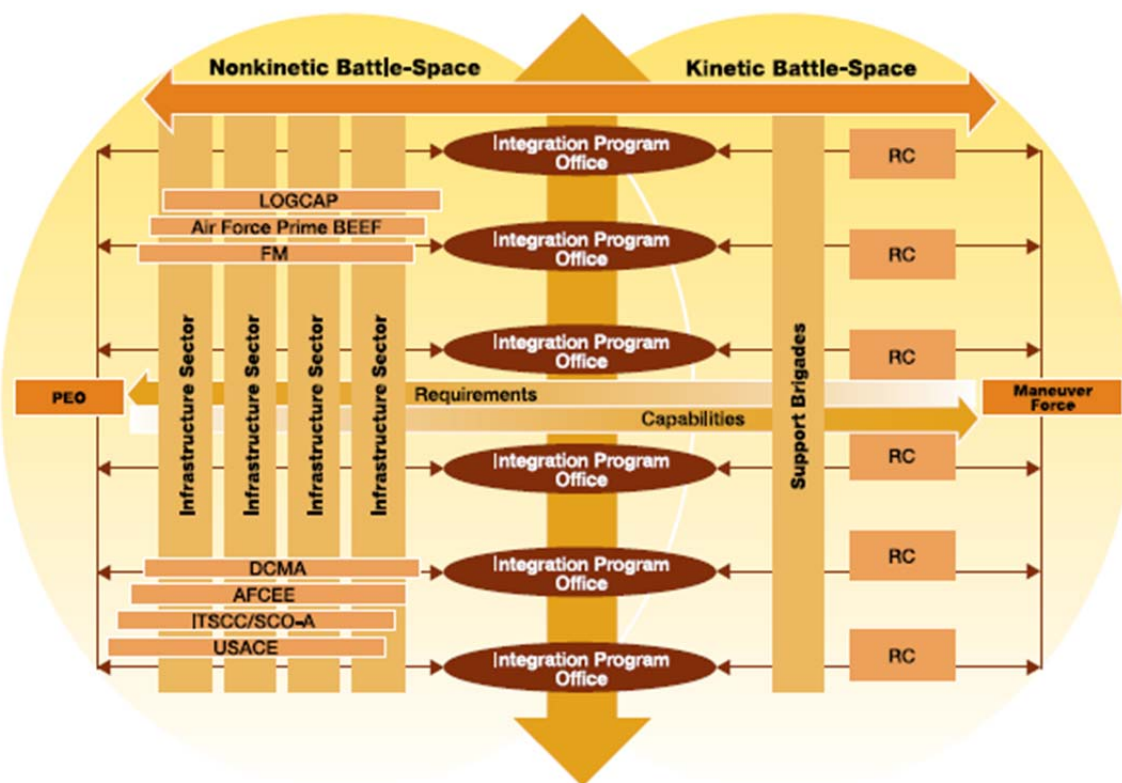 Nonkinetic Battle-Space
Kinetic Battle-Space
Integration Program
Office
RC
LOGCAP
Air Force Prime BEEF
FM
Integration Program
Office
RC
Infrastructure Sector
Infrastructure Sector
Infrastructure Sector
Infrastructure Sector
Integration Program
Office
Support Brigades
RC
PEO
Requirements
Capabilities
Maneuver
Force
Integration Program
Office
RC
DCMA
AFCEE
ITSCC/SCO-A
USACE
Integration Program
Office
RC
Integration Program
Office
RC